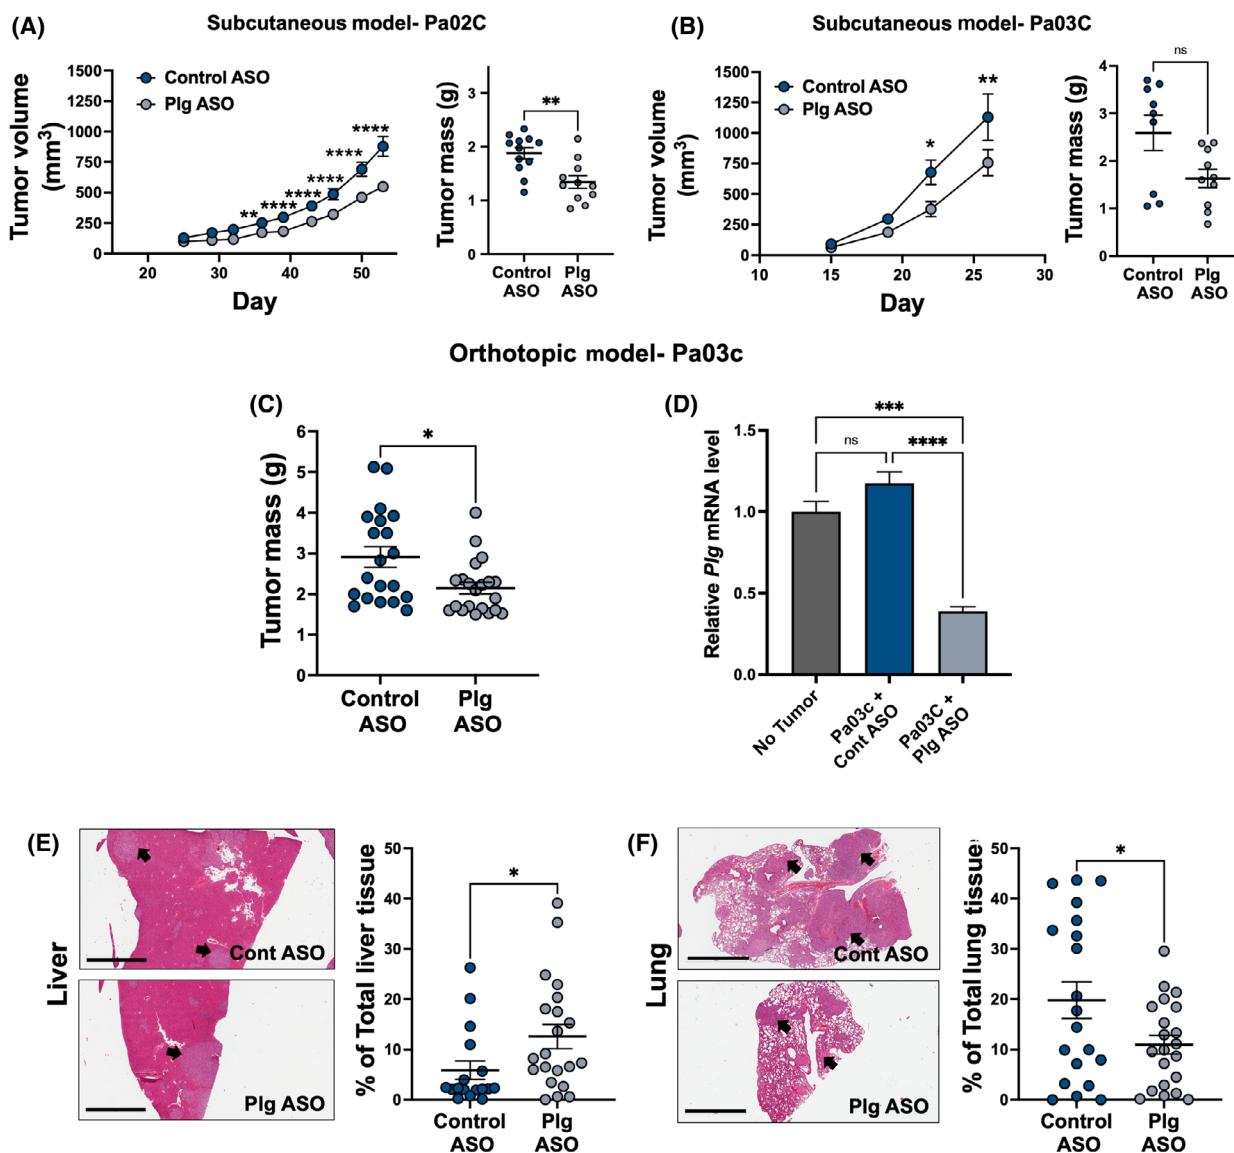 (A)
Subcutaneous model- Pa02C
Tumor volume
(mm³)
1500
1250
1000
750
500
250
0
Control ASO
Plg ASO
**
****
****
****
****
****
****
20
30
40
50
Day
Tumor mass (g)
3
2
1
0
**
Control
ASO
Plg
ASO
(B)
Subcutaneous model- Pa03C
Tumor volume
(mm³)
1500
1250
1000
750
500
250
0
Control ASO
Plg ASO
*
**
10
15
20
25
30
Day
Tumor mass (g)
4
3
2
1
0
ns
Control
ASO
Plg
ASO
Orthotopic model- Pa03c
(C)
Tumor mass (g)
6
5
4
3
2
1
0
*
Control
ASO
Plg
ASO
(D)
Relative Plg mRNA level
1.5
1.0
0.5
0.0
***
ns
****
No Tumor
Pa03c +
Cont ASO
Pa03C +
Plg ASO
(E)
Liver
Cont ASO
Plg ASO
% of Total liver tissue
50
40
30
20
10
0
*
Control
ASO
Plg
ASO
(F)
Lung
Cont ASO
Plg ASO
% of Total lung tissue
50
40
30
20
10
0
*
Control
ASO
Plg
ASO